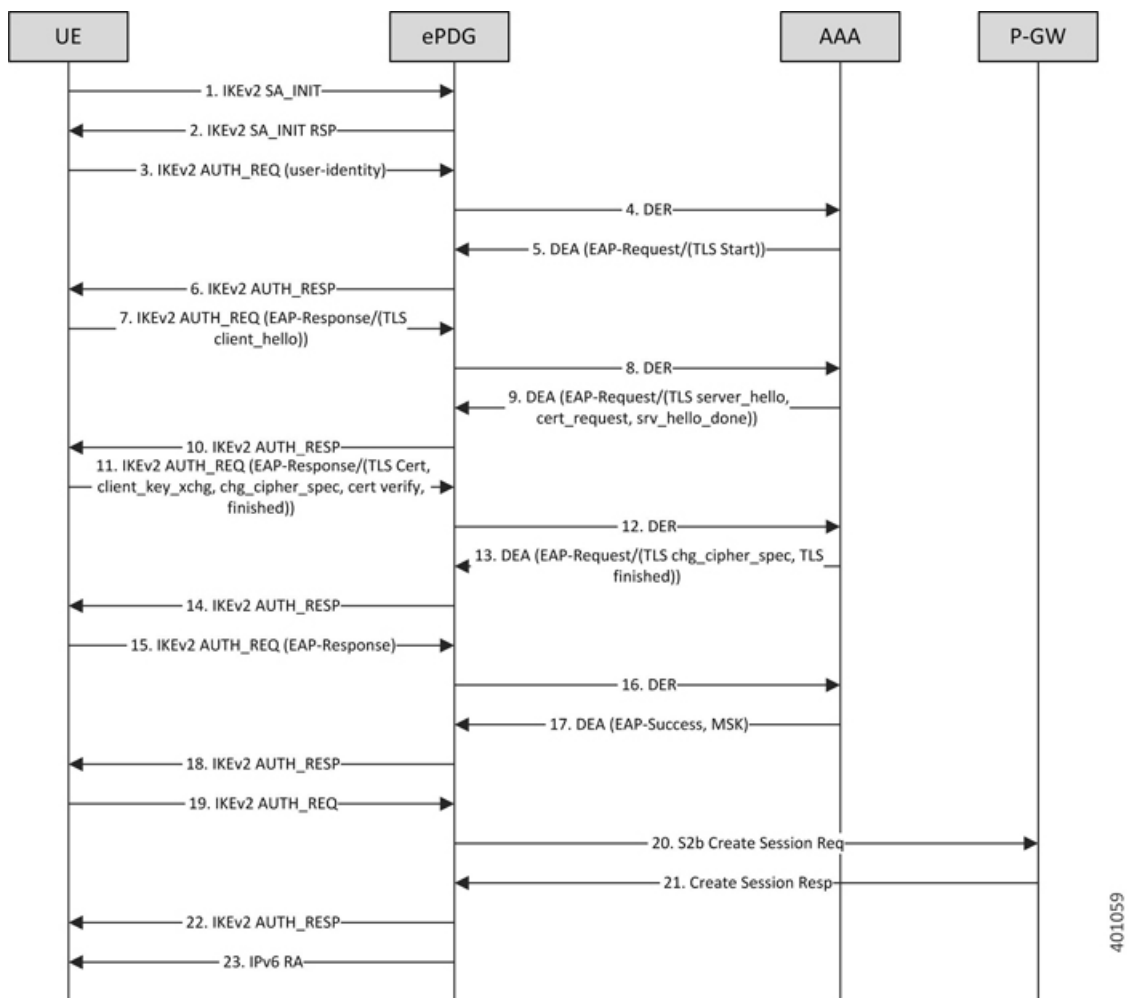 UE
ePDG
AAA
P-GW
1. IKEv2 SA_INIT
2. IKEv2 SA_INIT RSP
3. IKEv2 AUTH_REQ (user-identity)
4. DER
5. DEA (EAP-Request/(TLS Start))
6. IKEv2 AUTH_RESP
7. IKEv2 AUTH_REQ (EAP-Response/(TLS
client_hello))
8. DER
9. DEA (EAP-Request/(TLS server_hello,
cert_request, srv_hello_done))
10. IKEv2 AUTH_RESP
11. IKEv2 AUTH_REQ (EAP-Response/(TLS Cert,
client_key_xchg, chg_cipher_spec, cert verify,
finished))
12. DER
13. DEA (EAP-Request/(TLS chg_cipher_spec, TLS
finished))
14. IKEv2 AUTH_RESP
15. IKEv2 AUTH_REQ (EAP-Response)
16. DER
17. DEA (EAP-Success, MSK)
18. IKEv2 AUTH_RESP
19. IKEv2 AUTH_REQ
20. S2b Create Session Req
21. Create Session Resp
22. IKEv2 AUTH_RESP
23. IPv6 RA
401059